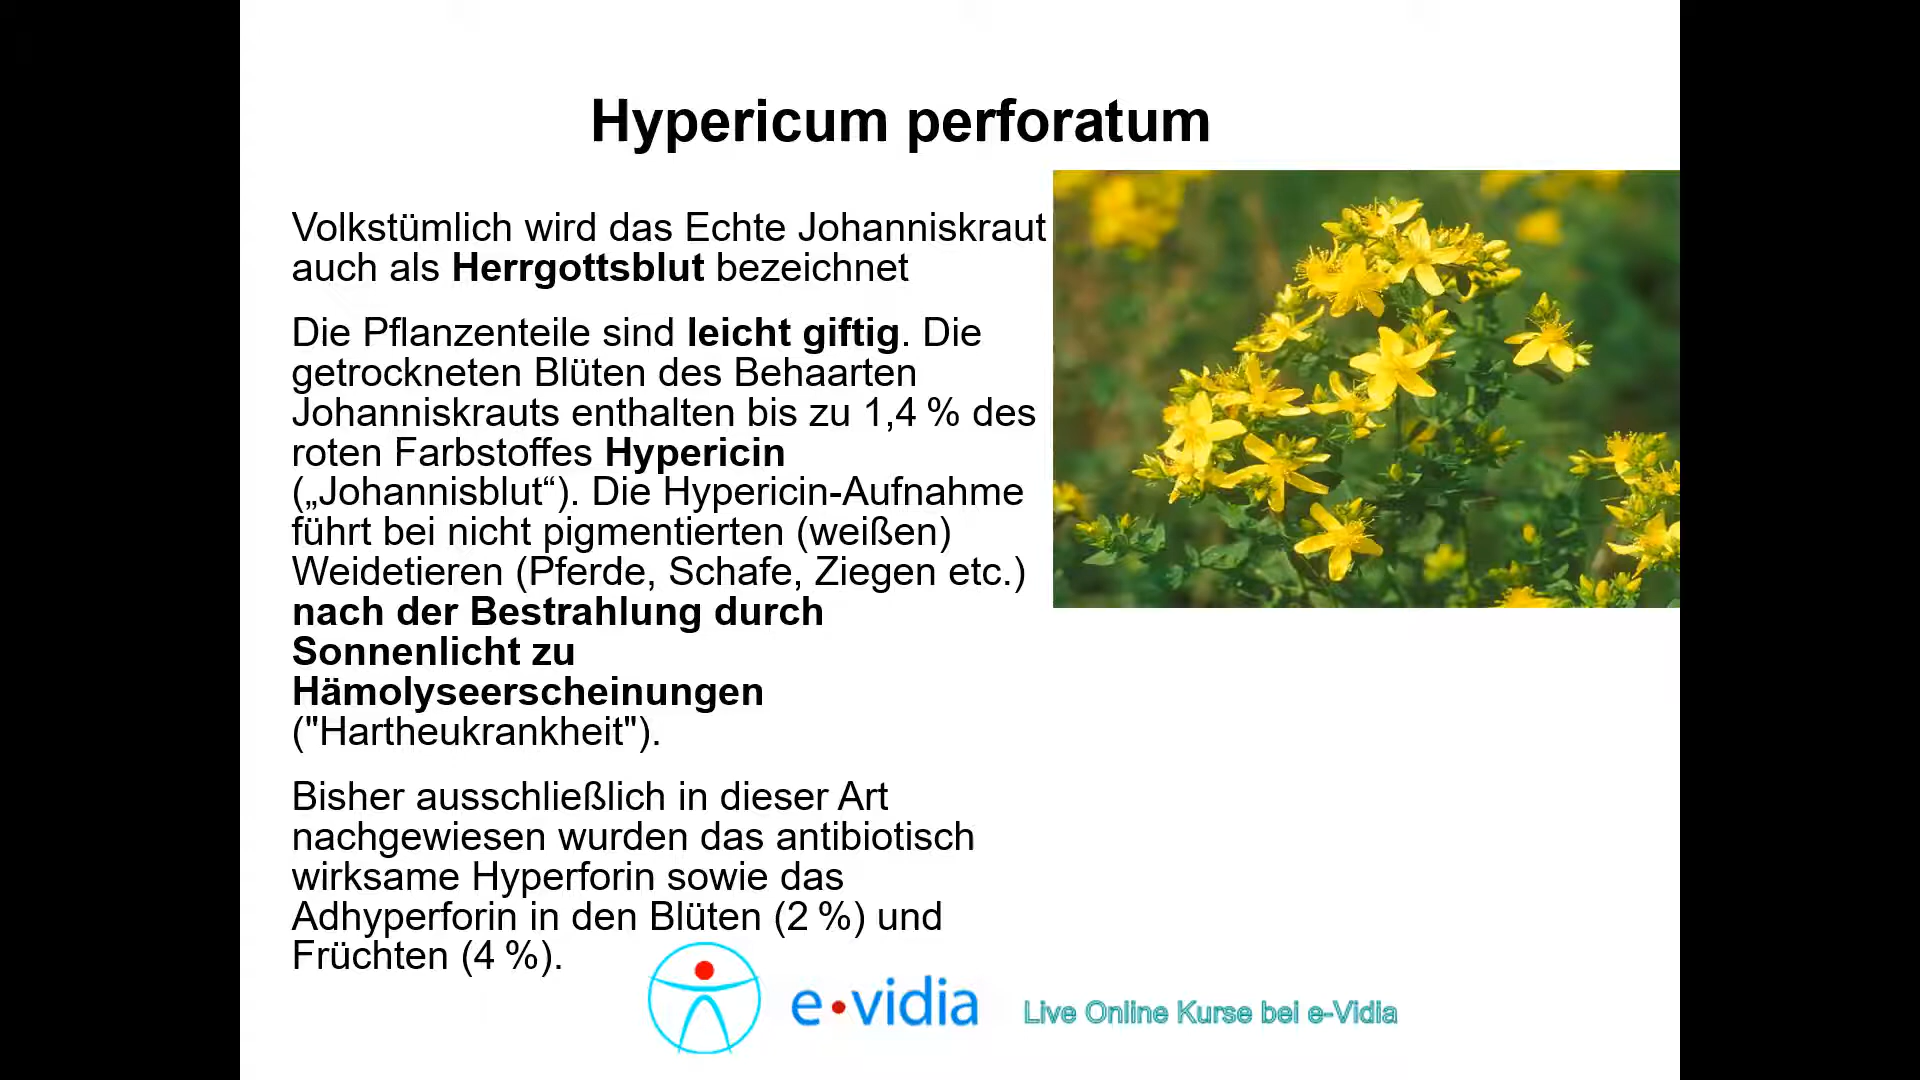 Hypericum perforatum
Volkstümlich wird das Echte Johanniskraut
auch als Herrgottsblut bezeichnet
Die Pflanzenteile sind leicht giftig. Die
getrockneten Blüten des Behaarten
Johanniskrauts enthalten bis zu 1,4 % des
roten Farbstoffes Hypericin
(„Johannisblut“). Die Hypericin-Aufnahme
führt bei nicht pigmentierten (weißen)
Weidetieren (Pferde, Schafe, Ziegen etc.)
nach der Bestrahlung durch
Sonnenlicht zu
Hämolyseerscheinungen
("Hartheukrankheit").
Bisher ausschließlich in dieser Art
nachgewiesen wurden das antibiotisch
wirksame Hyperforin sowie das
Adhyperforin in den Blüten (2 %) und
Früchten (4 %).
e•vidia
Live Online Kurse bei e-Vidia